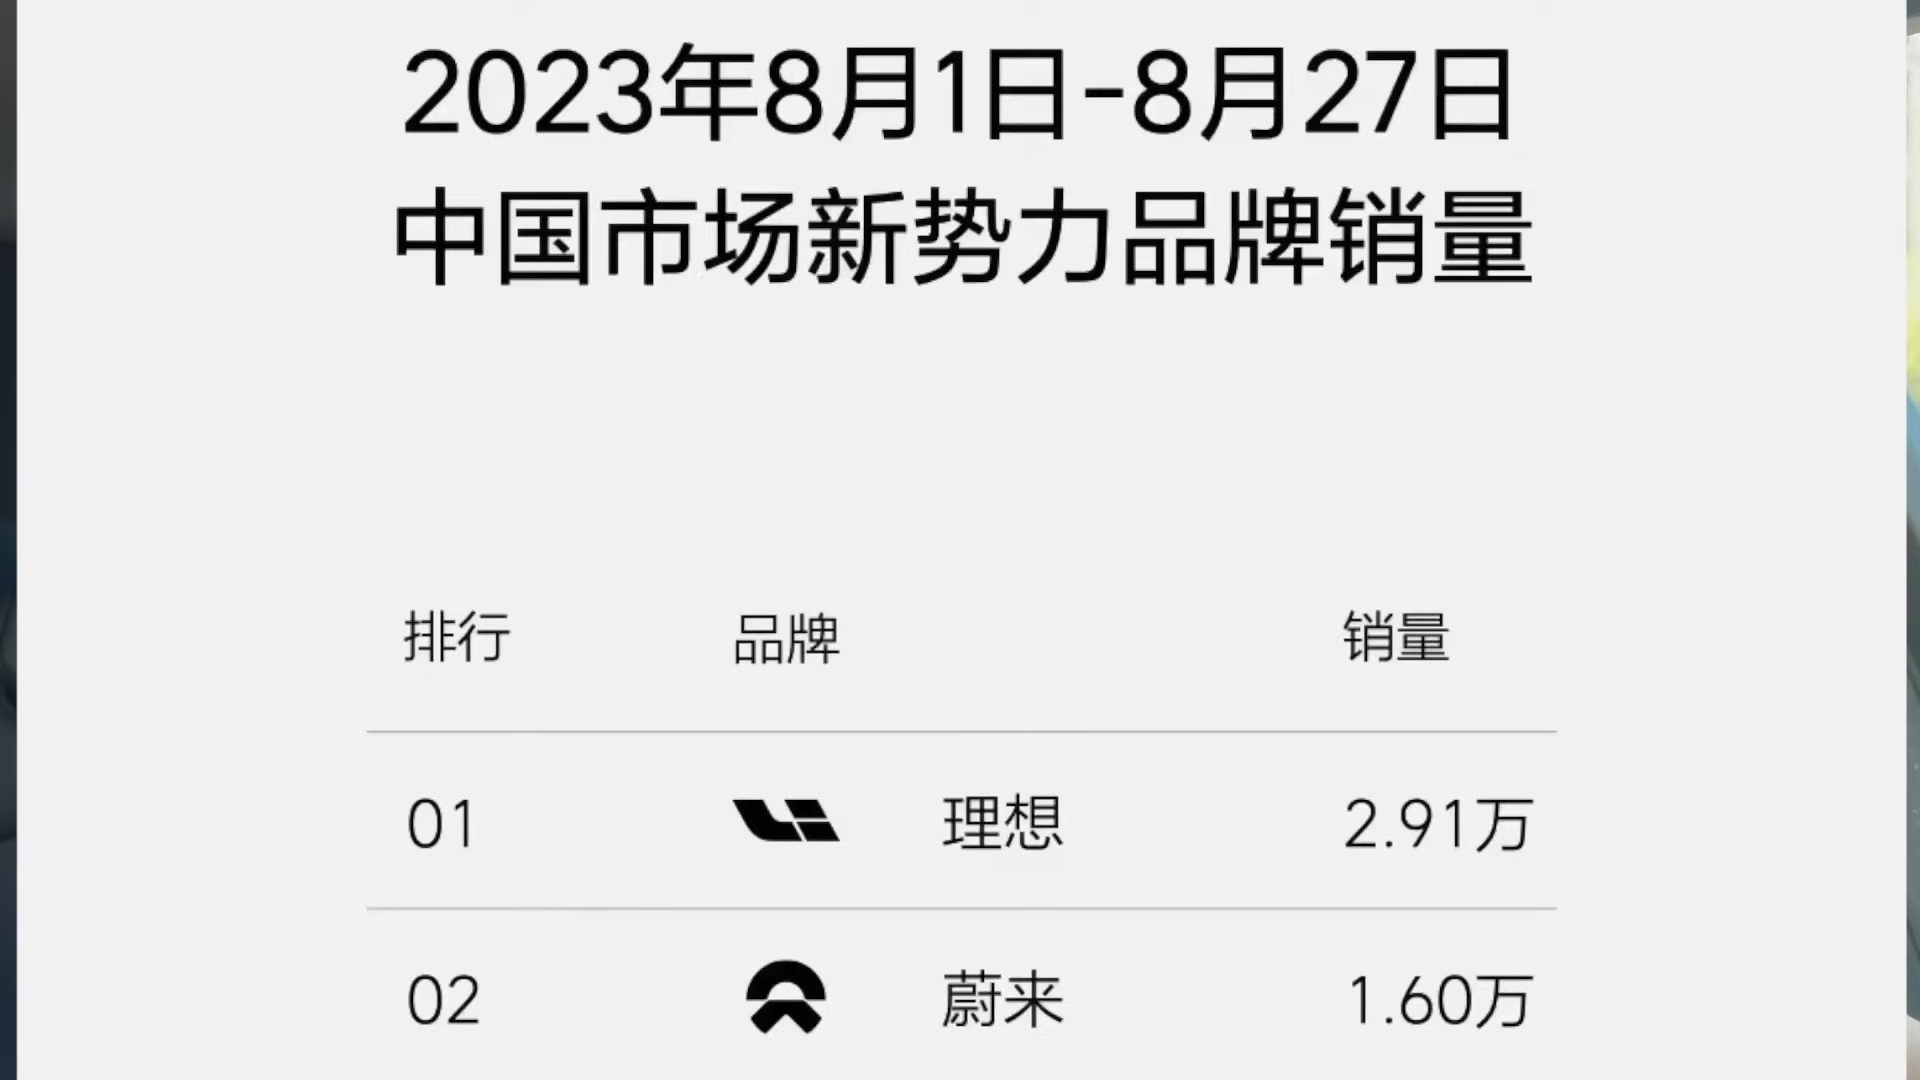 2023年8月1日-8月27日
中国市场新势力品牌销量
排行 品牌 销量
01 理想 2.91万
02 蔚来 1.60万